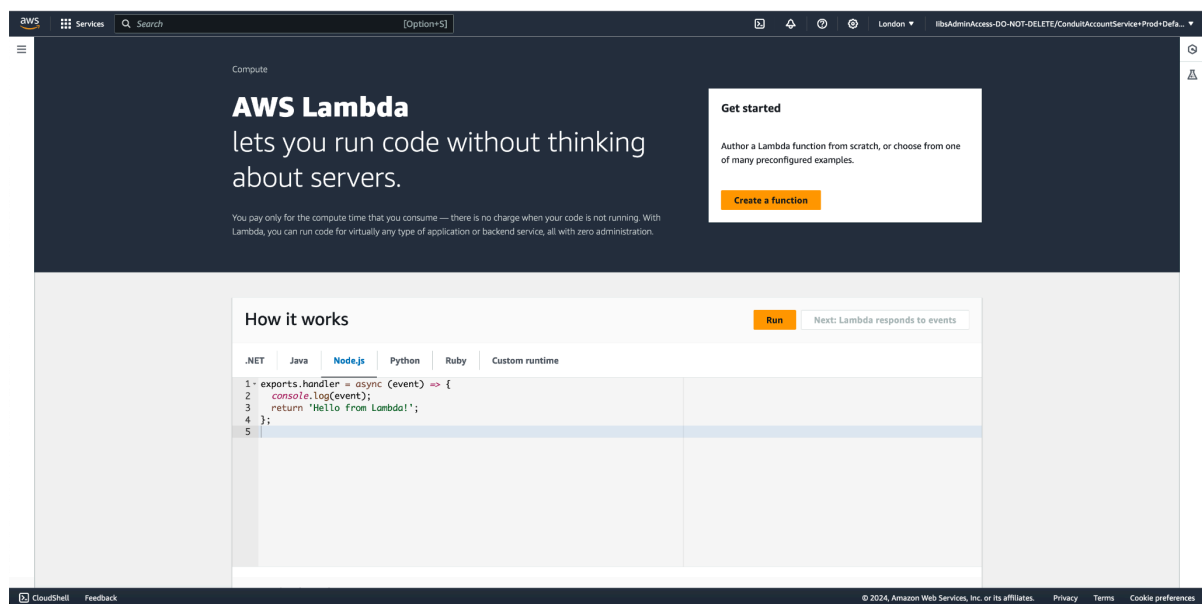 aws
Services
Search
[Option+S]
London
IibsAdminAccess-DO-NOT-DELETE/ConduitAccountService+Prod+Defa...
Compute
AWS Lambda
lets you run code without thinking
about servers.
You pay only for the compute time that you consume — there is no charge when your code is not running. With
Lambda, you can run code for virtually any type of application or backend service, all with zero administration.
Get started
Author a Lambda function from scratch, or choose from one
of many preconfigured examples.
Create a function
How it works
Run
Next: Lambda responds to events
.NET
Java
Node.js
Python
Ruby
Custom runtime
1 exports.handler = async (event) => {
2 console.log(event);
3 return 'Hello from Lambda!';
4 };
5
CloudShell
Feedback
© 2024, Amazon Web Services, Inc. or its affiliates.
Privacy
Terms
Cookie preferences